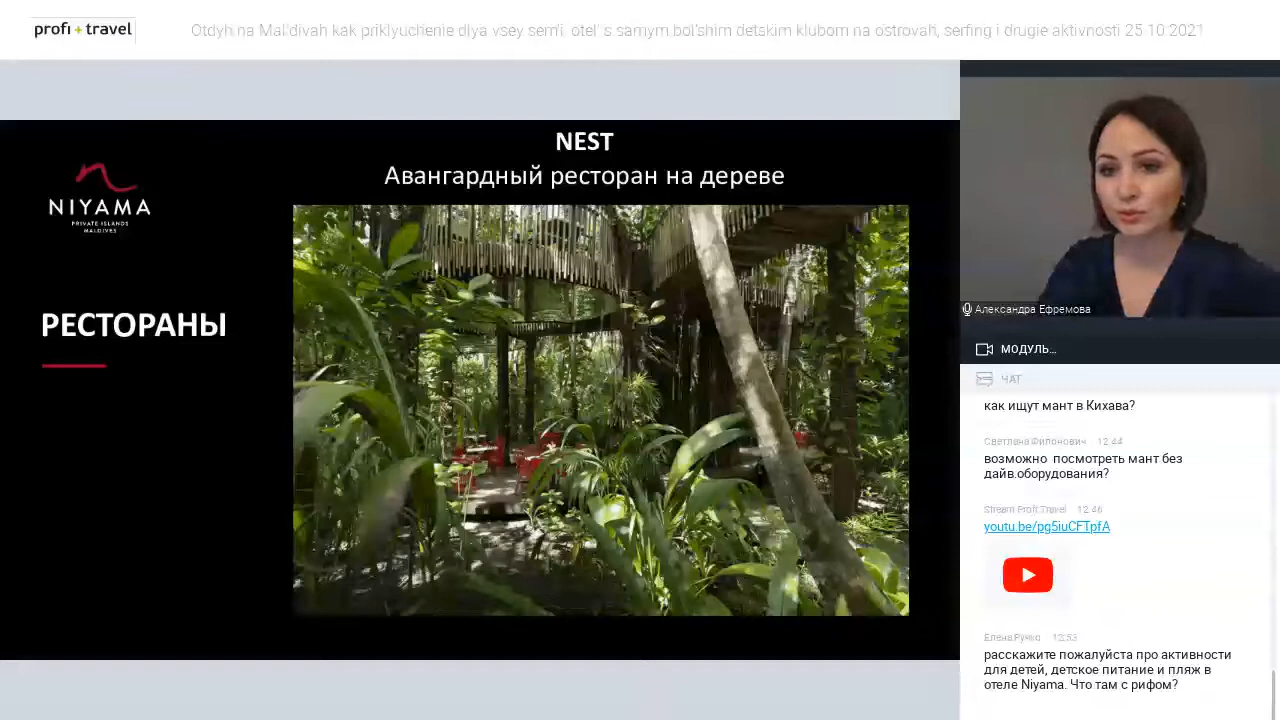 profi + travel
Otdyh na Mal'divah kak priklyuchenie dlya vsey sem'i: otel' s samym bol'shim detskim klubom na ostrovah, serfing i drugie aktivnosti 25.10.2021
NEST
Авангардный ресторан на дереве
NIYAMA
PRIVATE ISLANDS
MALDIVES
РЕСТОРАНЫ
Александра Ефремова
МОДУЛЬ...
ЧАТ
как ищут мант в Кихава?
Светлана Филонович 12:44
возможно посмотреть мант без
дайв.оборудования?
Stream Profi.Travel 12:46
youtu.be/pg5iuCFTpfA
Елена Ручко 12:53
расскажите пожалуйста про активности
для детей, детское питание и пляж в
отеле Niyama. Что там с рифом?